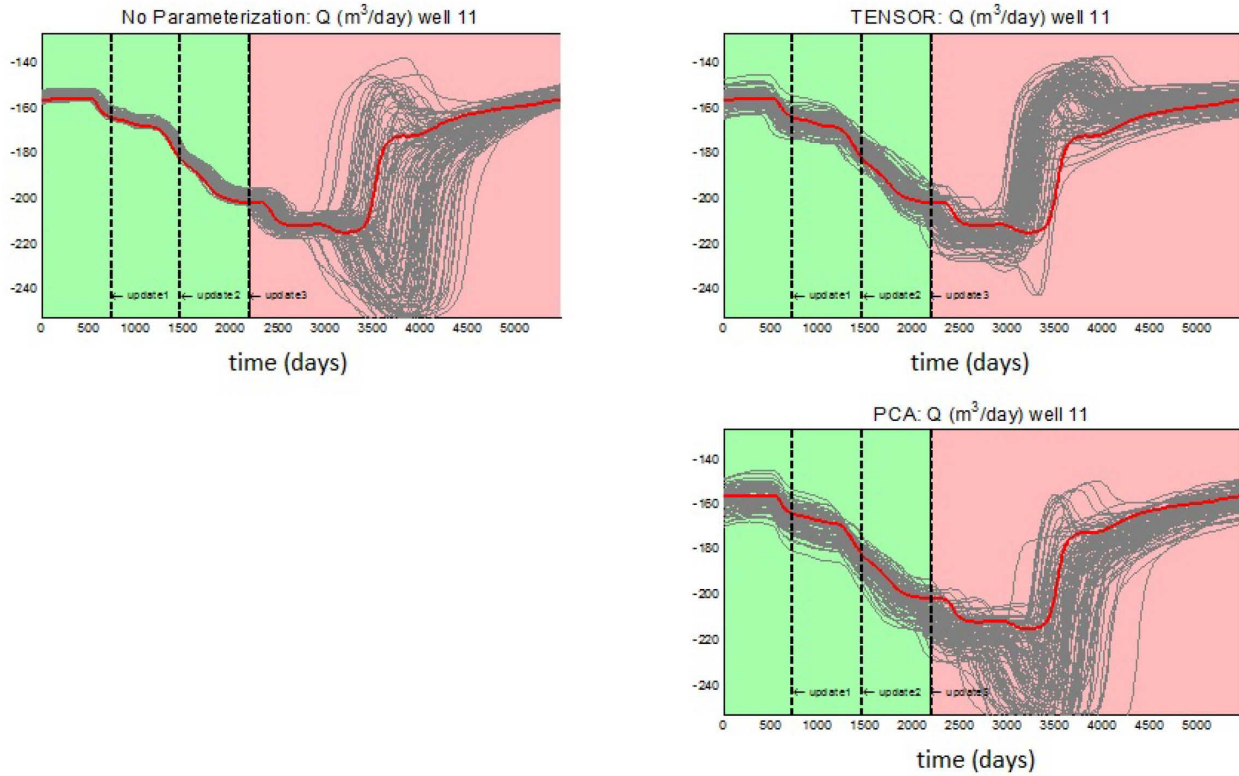 No Parameterization: Q (m³/day) well 11
-140
-160
-180
-200
-220
-240
← update1
← update2
← update3
0 500 1000 1500 2000 2500 3000 3500 4000 4500 5000
time (days)
TENSOR: Q (m³/day) well 11
-140
-160
-180
-200
-220
-240
← update1
← update2
← update3
0 500 1000 1500 2000 2500 3000 3500 4000 4500 5000
time (days)
PCA: Q (m³/day) well 11
-140
-160
-180
-200
-220
-240
← update1
← update2
← update3
0 500 1000 1500 2000 2500 3000 3500 4000 4500 5000
time (days)